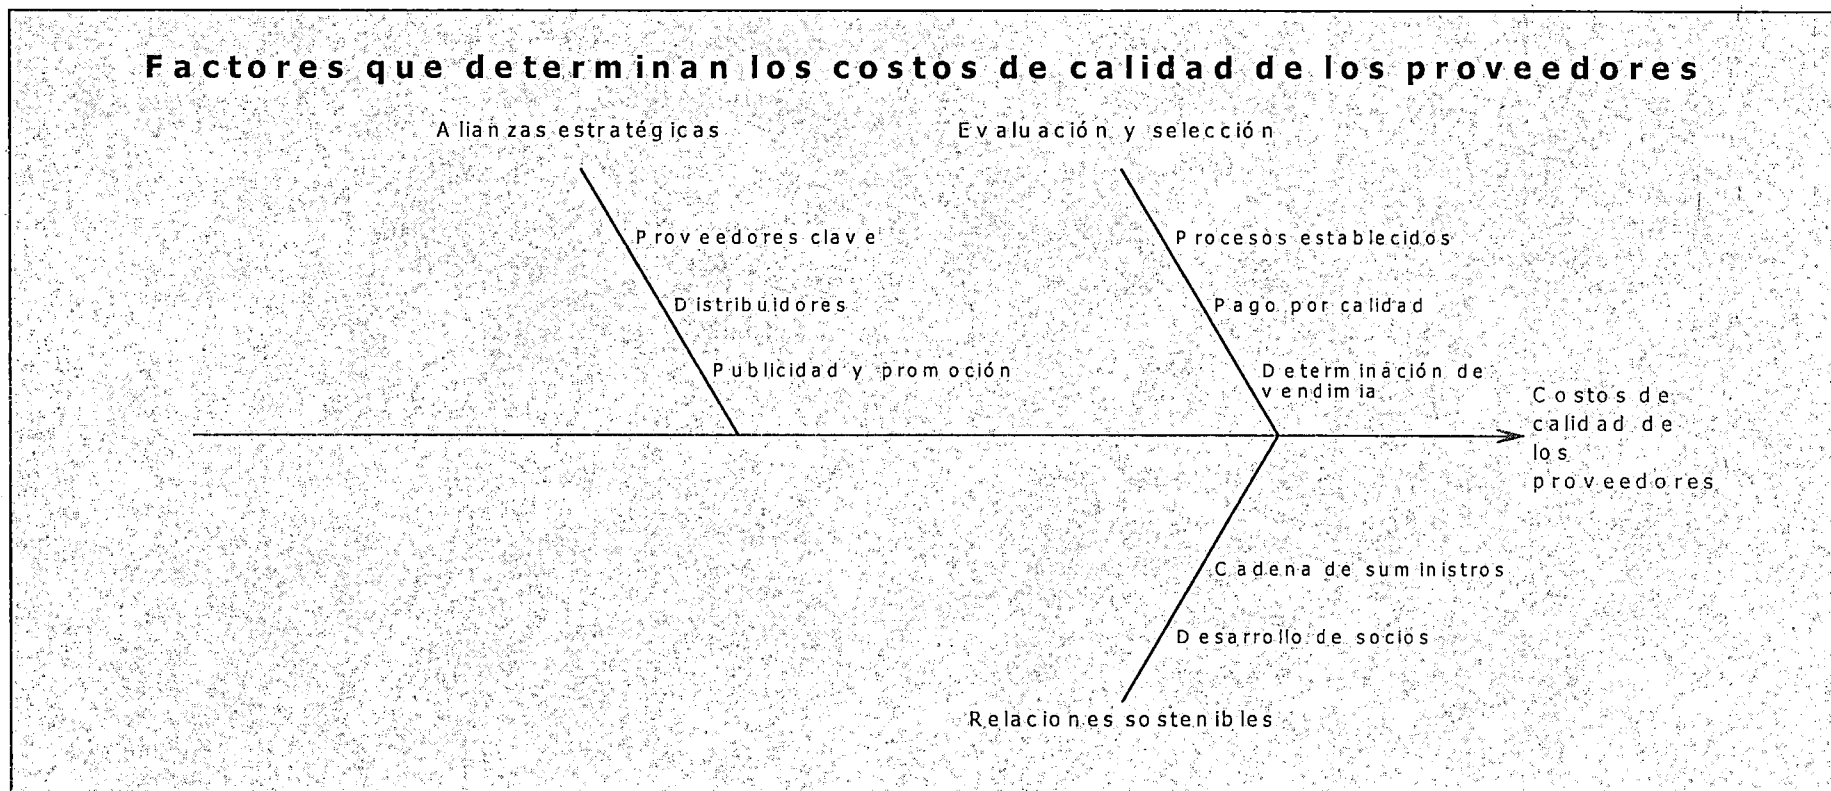 Factores que determinan los costos de calidad de los proveedores
Alianzas estratégicas
Evaluación y selección
Proveedores clave
Procesos establecidos
Distribuidores
Pago por calidad
Publicidad y promoción
Determinación de
vendimia
Costos de
calidad de
los
proveedores
Cadena de suministros
Desarrollo de socios
Relaciones sostenibles